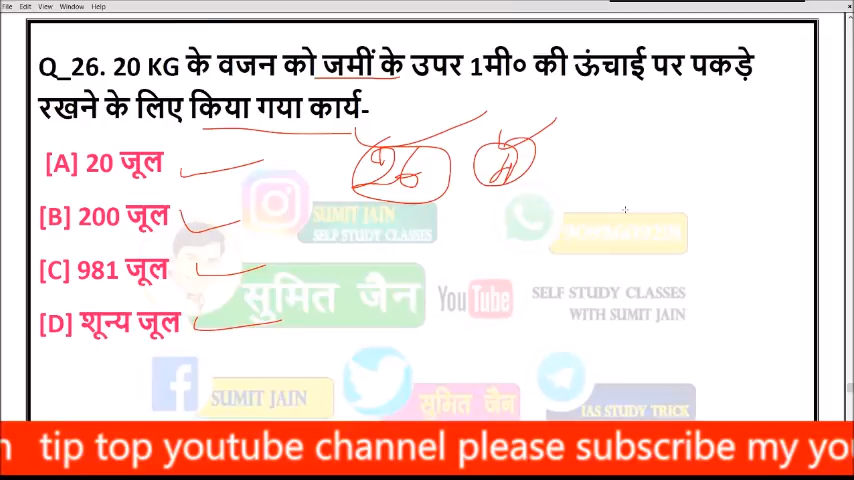 File Edit View Window Help
Q_26. 20 KG के वजन को जमीं के उपर 1मी० की ऊंचाई पर पकड़े
रखने के लिए किया गया कार्य-
[A] 20 जूल
26
[B] 200 जूल
SUMIT JAIN
SELF STUDY CLASSES
[C] 981 जूल
सुमित जैन
YouTube
SELF STUDY CLASSES
WITH SUMIT JAIN
[D] शून्य जूल
SUMIT JAIN
सुमित जैन
IAS STUDY TRICK
tip top youtube channel please subscribe my